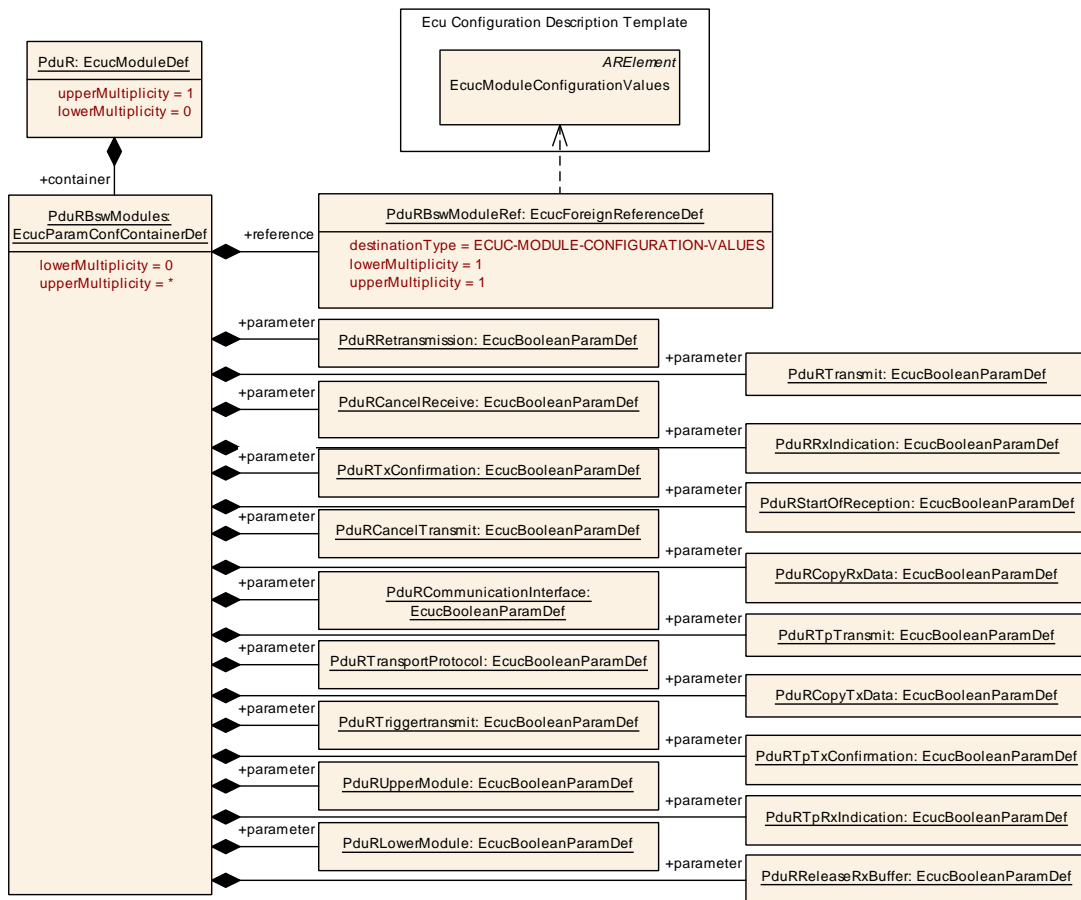 Ecu Configuration Description Template
ARElement
EcucModuleConfigurationValues
PduR: EcucModuleDef
upperMultiplicity = 1
lowerMultiplicity = 0
+container
PduRBswModules:
EcucParamConfContainerDef
lowerMultiplicity = 0
upperMultiplicity = *
+reference
PduRBswModuleRef: EcucForeignReferenceDef
destinationType = ECUC-MODULE-CONFIGURATION-VALUES
lowerMultiplicity = 1
upperMultiplicity = 1
+parameter
PduRRetransmission: EcucBooleanParamDef
+parameter
PduRTransmit: EcucBooleanParamDef
+parameter
PduRCancelReceive: EcucBooleanParamDef
+parameter
PduRRxIndication: EcucBooleanParamDef
+parameter
PduRTxConfirmation: EcucBooleanParamDef
+parameter
PduRStartOfReception: EcucBooleanParamDef
+parameter
PduRCancelTransmit: EcucBooleanParamDef
+parameter
PduRCopyRxData: EcucBooleanParamDef
+parameter
PduRCommunicationInterface:
EcucBooleanParamDef
+parameter
PduRTpTransmit: EcucBooleanParamDef
+parameter
PduRTransportProtocol: EcucBooleanParamDef
+parameter
PduRCopyTxData: EcucBooleanParamDef
+parameter
PduRTriggertransmit: EcucBooleanParamDef
+parameter
PduRTpTxConfirmation: EcucBooleanParamDef
+parameter
PduRUpperModule: EcucBooleanParamDef
+parameter
PduRTpRxIndication: EcucBooleanParamDef
+parameter
PduRLowerModule: EcucBooleanParamDef
+parameter
PduRReleaseRxBuffer: EcucBooleanParamDef